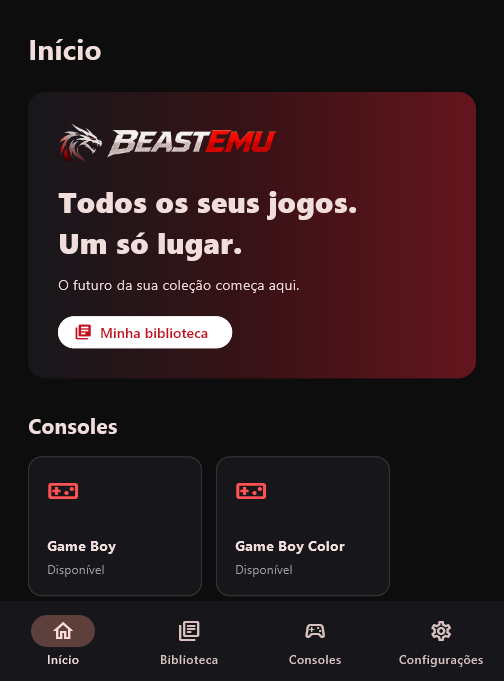 Início
BEASTEMU
Todos os seus jogos.
Um só lugar.
O futuro da sua coleção começa aqui.
Minha biblioteca
Consoles
Game Boy
Disponível
Game Boy Color
Disponível
Início
Biblioteca
Consoles
Configurações